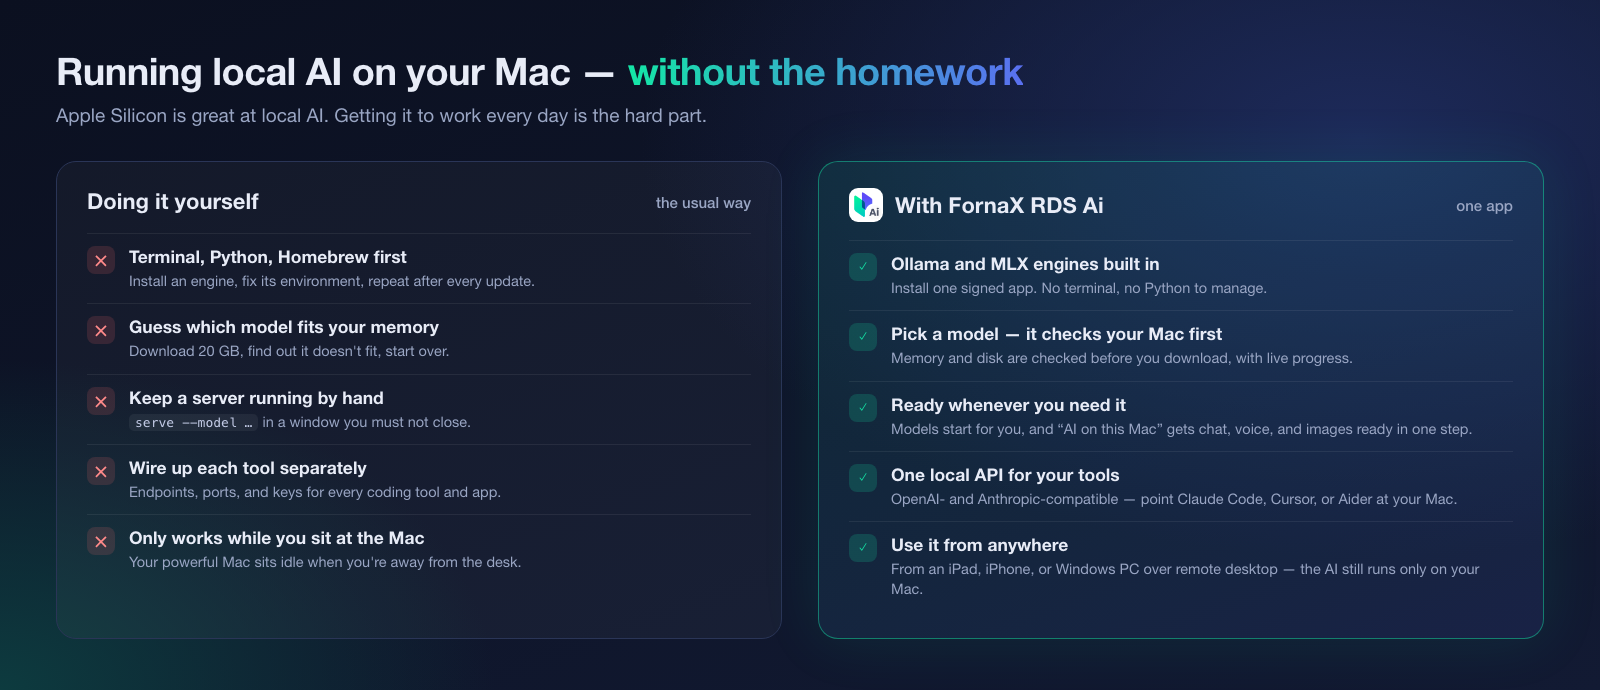 Running local AI on your Mac — without the homework
Apple Silicon is great at local AI. Getting it to work every day is the hard part.
Doing it yourself
the usual way
Terminal, Python, Homebrew first
Install an engine, fix its environment, repeat after every update.
Guess which model fits your memory
Download 20 GB, find out it doesn't fit, start over.
Keep a server running by hand
serve --model … in a window you must not close.
Wire up each tool separately
Endpoints, ports, and keys for every coding tool and app.
Only works while you sit at the Mac
Your powerful Mac sits idle when you're away from the desk.
Ai
With FornaX RDS Ai
one app
Ollama and MLX engines built in
Install one signed app. No terminal, no Python to manage.
Pick a model — it checks your Mac first
Memory and disk are checked before you download, with live progress.
Ready whenever you need it
Models start for you, and “AI on this Mac” gets chat, voice, and images ready in one step.
One local API for your tools
OpenAI- and Anthropic-compatible — point Claude Code, Cursor, or Aider at your Mac.
Use it from anywhere
From an iPad, iPhone, or Windows PC over remote desktop — the AI still runs only on your
Mac.